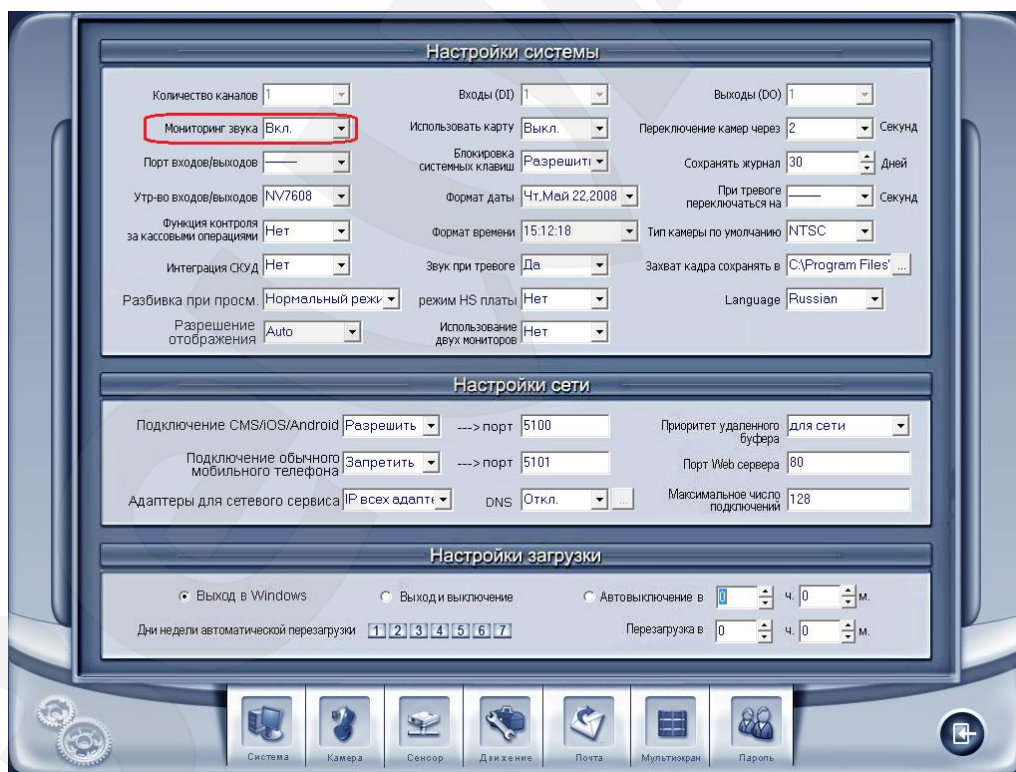 Настройки системы
Количество каналов 1 Входы (DI) 1 Выходы (DO) 1
Мониторинг звука Вкл. Использовать карту Выкл. Переключение камер через 2 Секунд
Порт входов/выходов Блокировка системных клавиш Разрешить Сохранять журнал 30 Дней
Утр-во входов/выходов NV7608 Формат даты Чт,Май 22,2008 При тревоге переключаться на Секунд
Функция контроля за кассовыми операциями Нет Формат времени 15:12:18 Тип камеры по умолчанию NTSC
Интеграция СКУД Нет Звук при тревоге Да Захват кадра сохранять в C:\Program Files' ...
Разбивка при просм. Нормальный режи режим HS платы Нет Language Russian
Разрешение отображения Auto Использование двух мониторов Нет
Настройки сети
Подключение CMS/iOS/Android Разрешить ---> порт 5100 Приоритет удаленного буфера для сети
Подключение обычного мобильного телефона Запретить ---> порт 5101 Порт Web сервера 80
Адаптеры для сетевого сервиса IP всех адапте DNS Откл. ... Максимальное число подключений 128
Настройки загрузки
Выход в Windows Выход и выключение Автовыключение в 0 ч. 0 м.
Дни недели автоматической перезагрузки 1 2 3 4 5 6 7 Перезагрузка в 0 ч. 0 м.
Система Камера Сенсор Движение Почта Мультиэкран Пароль